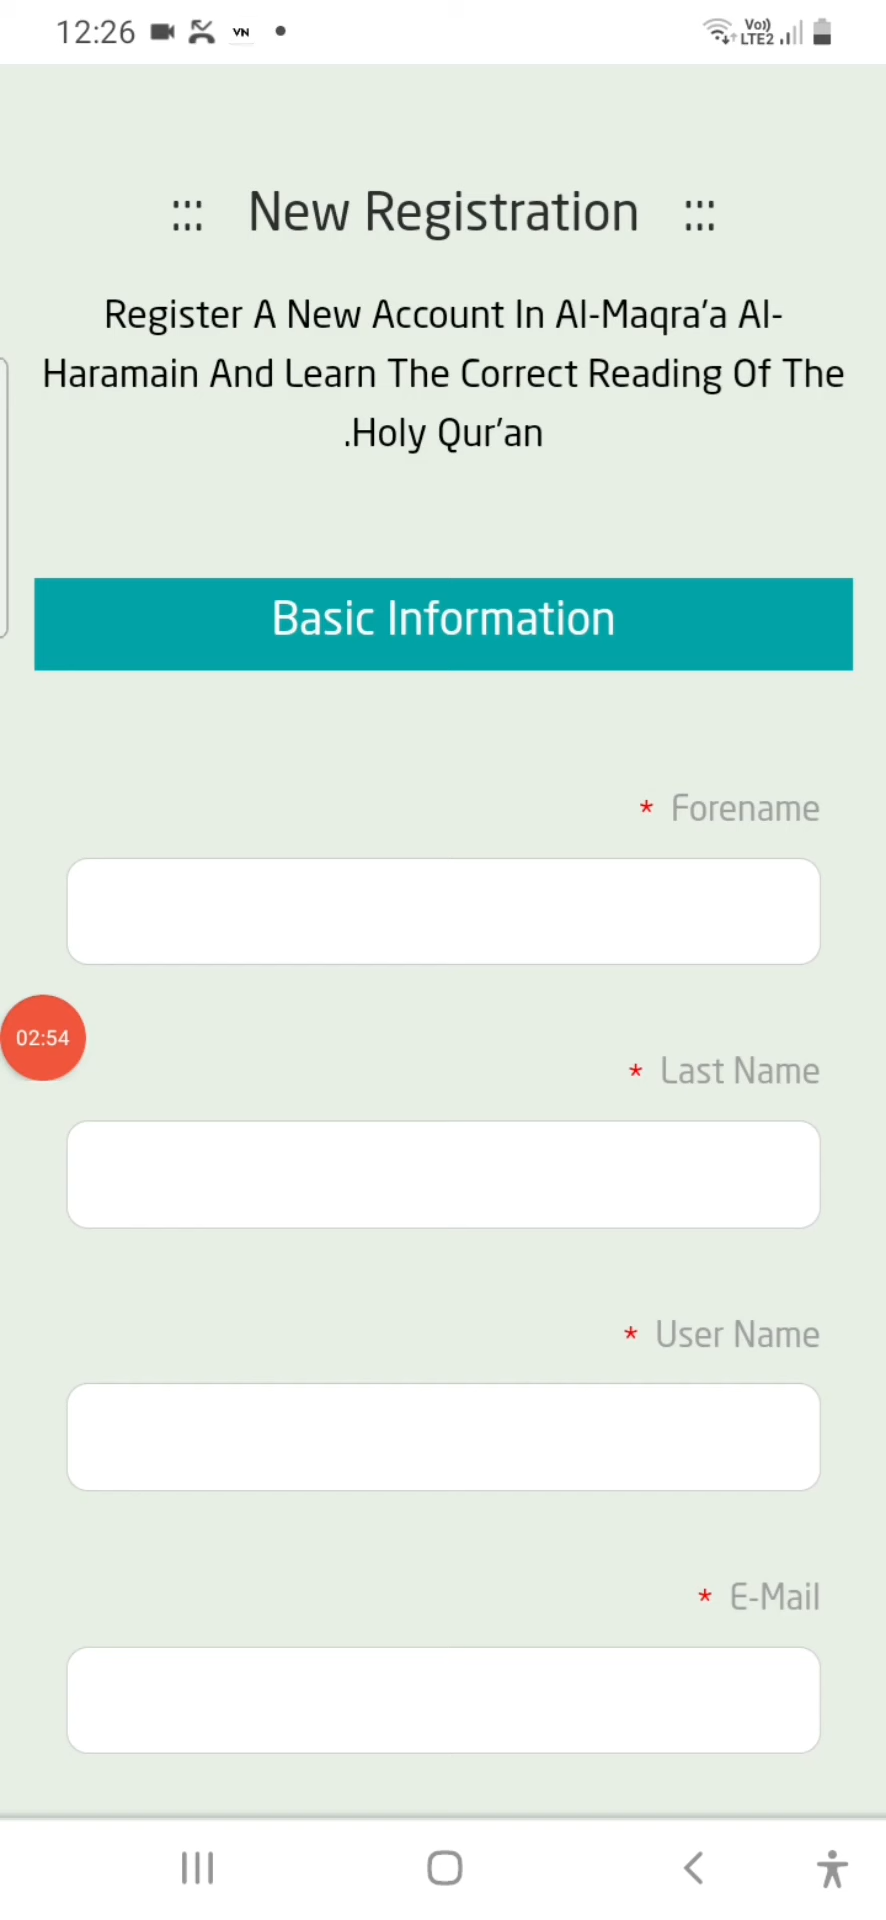 12:26 VN Vo)) LTE2
::: New Registration :::
Register A New Account In Al-Maqra’a Al-
Haramain And Learn The Correct Reading Of The
.Holy Qur’an
Basic Information
* Forename
02:54
* Last Name
* User Name
* E-Mail